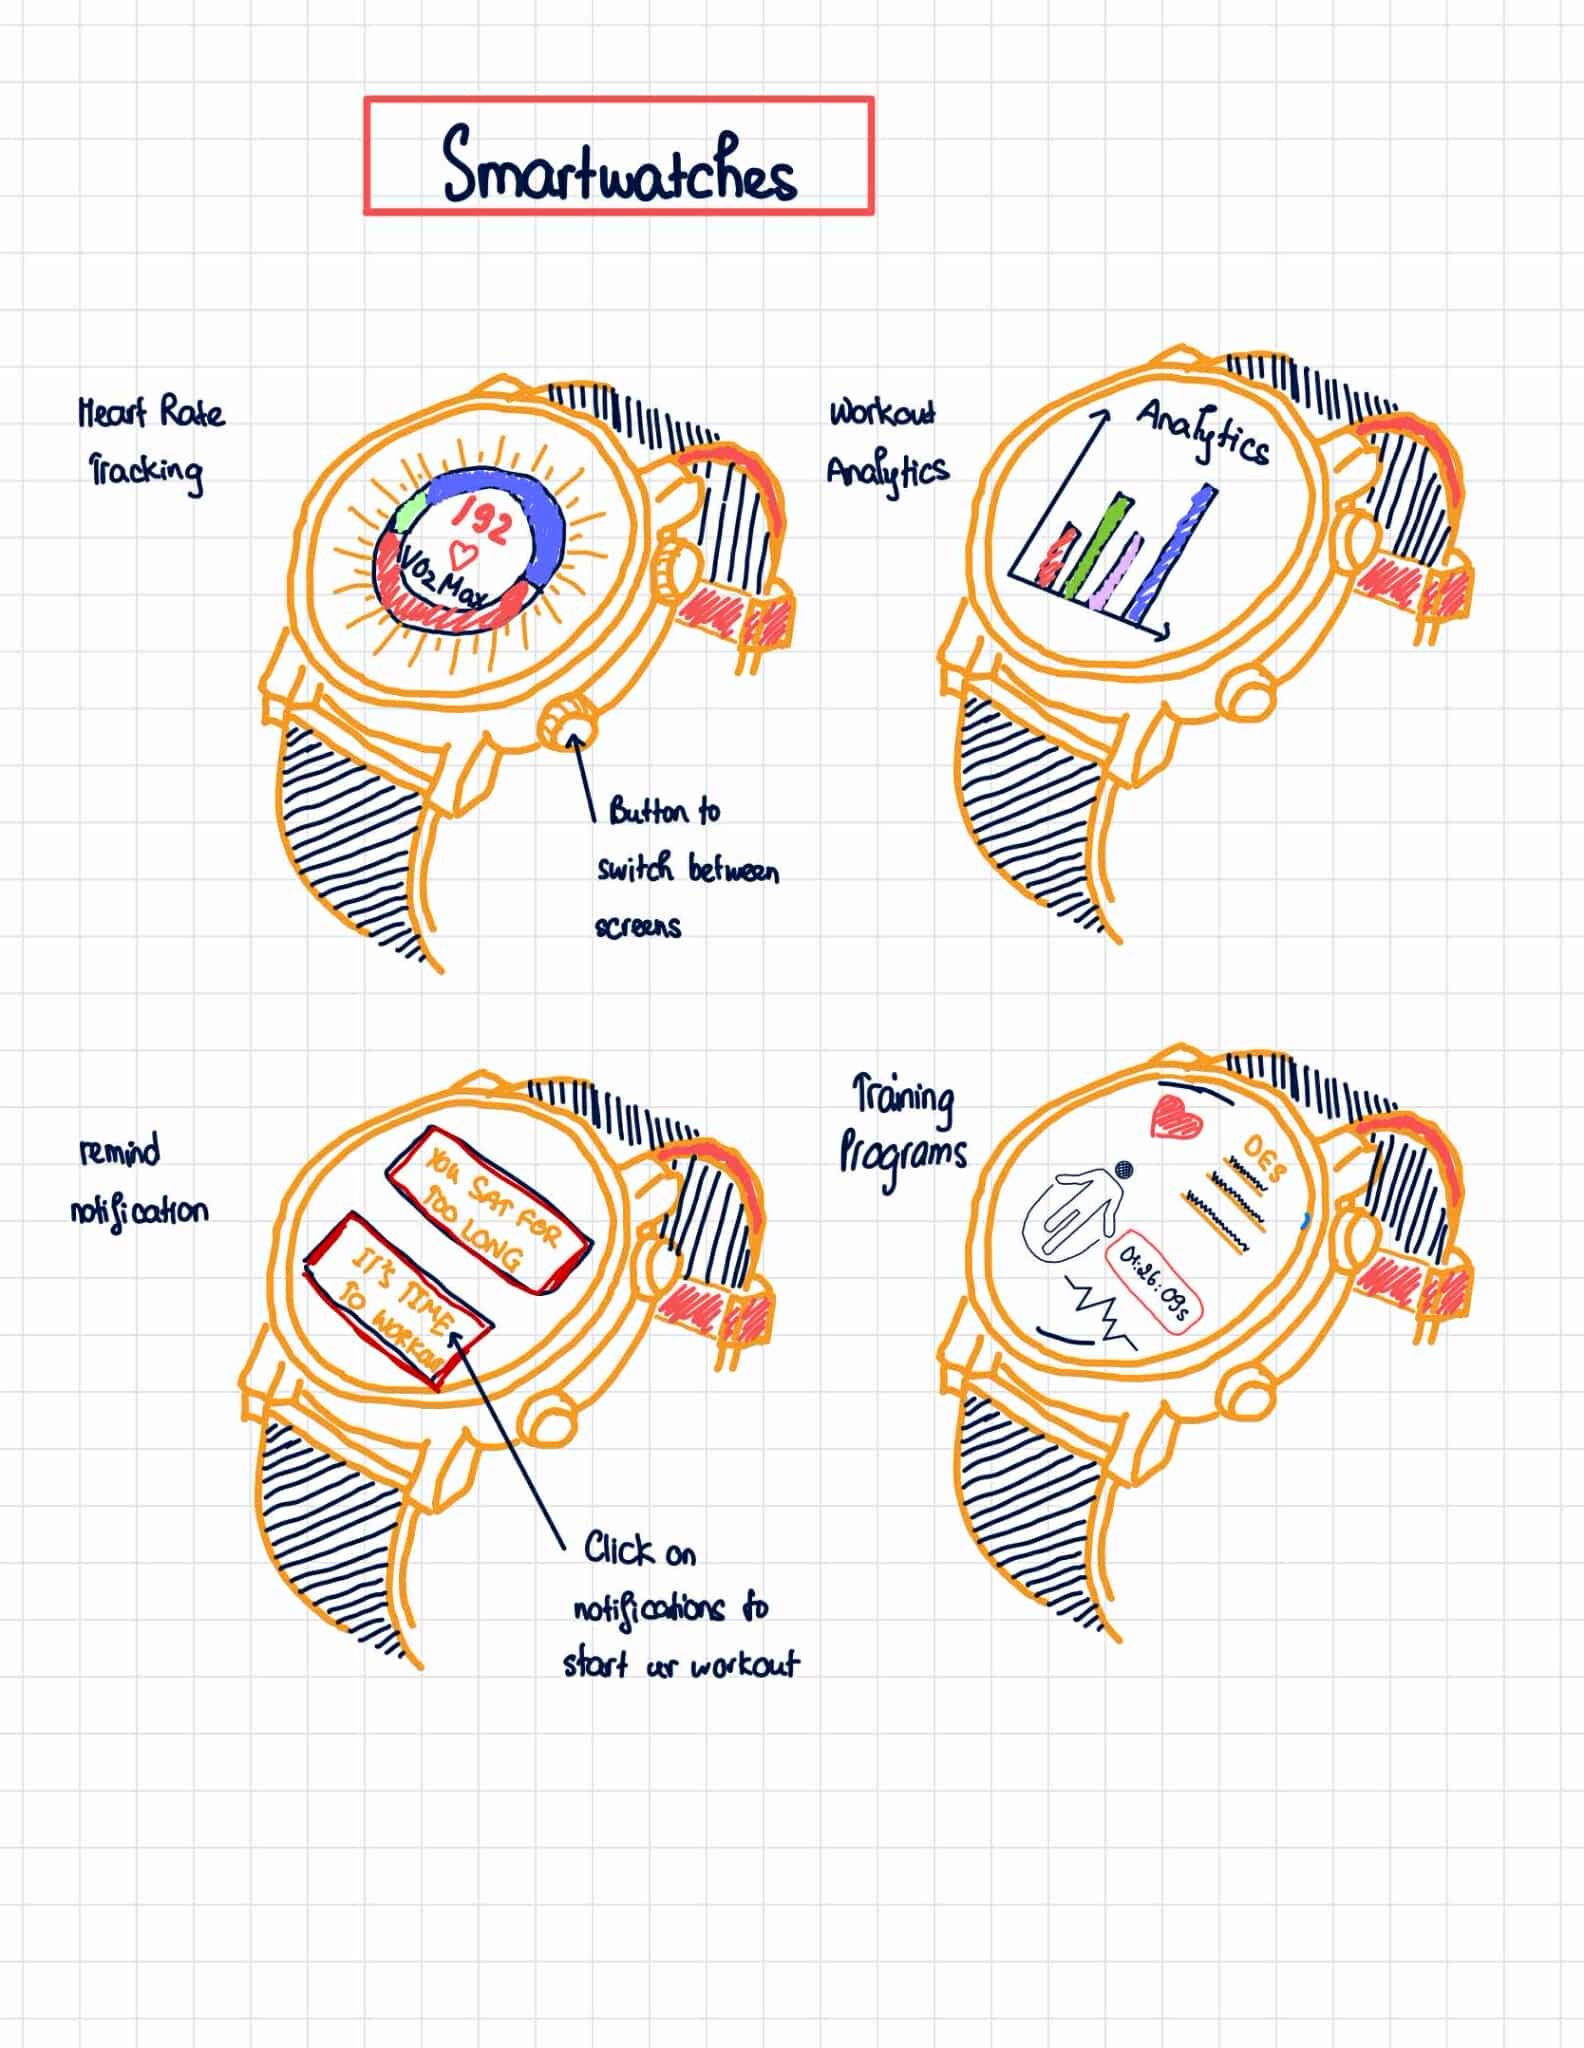 Smartwatches
Heart Rate
Tracking
192
VO2 Max
Button to
switch between
screens
Workout
Analytics
Analytics
remind
notification
YOU SAT FOR
TOO LONG
IT'S TIME
TO WORKOUT
Click on
notifications to
start ur workout
Training
Programs
DES
01:26:09s